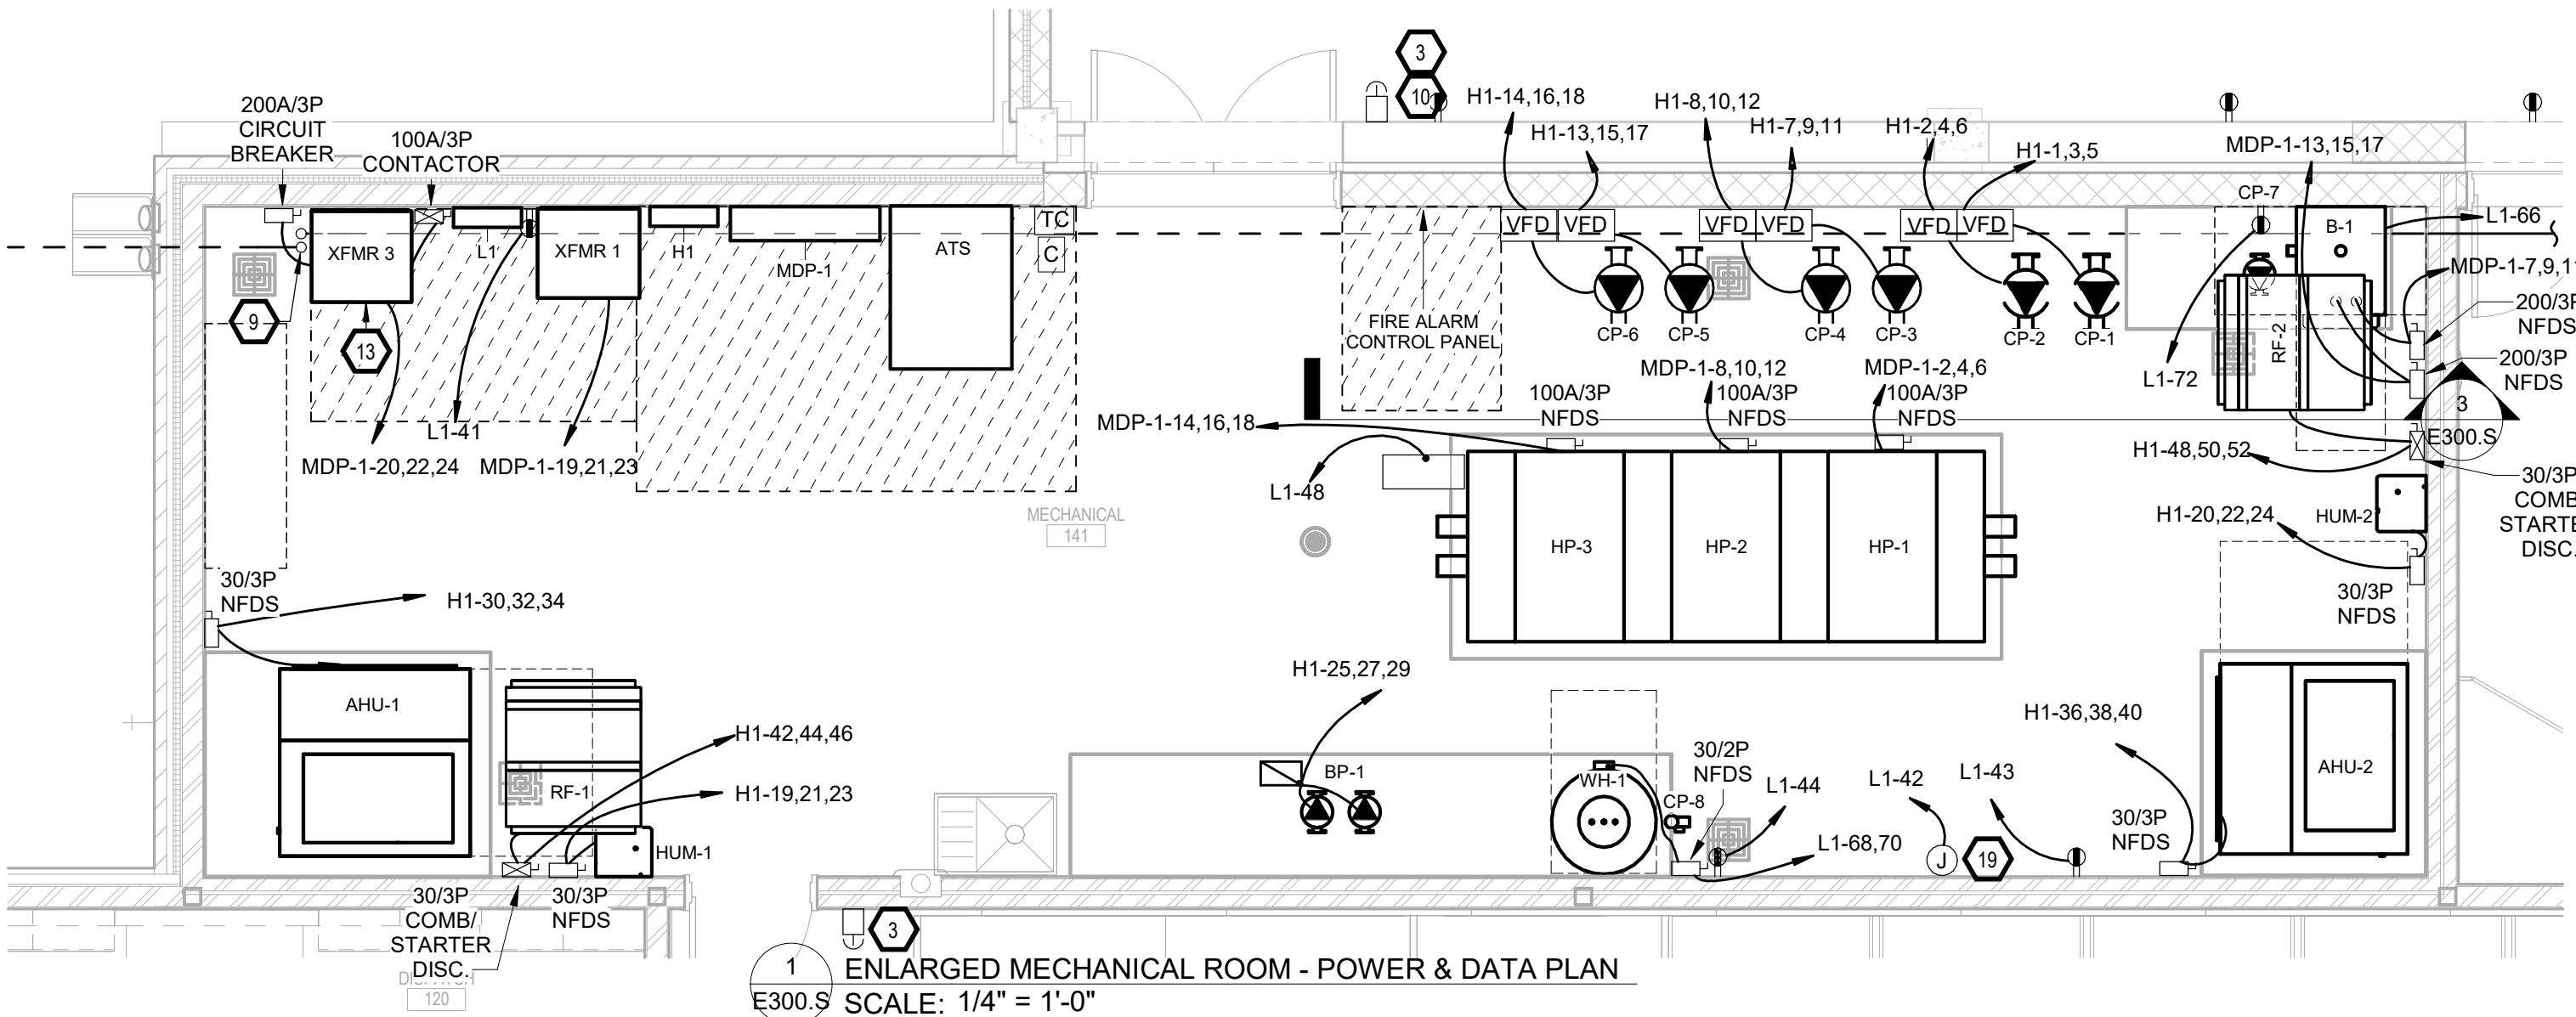 3
10
200A/3P
CIRCUIT
BREAKER
100A/3P
CONTACTOR
H1-14,16,18
H1-13,15,17
H1-8,10,12
H1-7,9,11
H1-2,4,6
H1-1,3,5
MDP-1-13,15,17
CP-7
L1-66
B-1
XFMR 3
L1
XFMR 1
H1
MDP-1
ATS
TC
C
VFD
VFD
VFD
VFD
VFD
VFD
MDP-1-7,9,11
200/3P
NFDS
200/3P
NFDS
9
13
FIRE ALARM
CONTROL PANEL
CP-6
CP-5
CP-4
CP-3
CP-2
CP-1
RF-2
L1-72
3
E300.S
L1-41
MDP-1-20,22,24
MDP-1-19,21,23
MDP-1-14,16,18
MDP-1-8,10,12
MDP-1-2,4,6
100A/3P
NFDS
100A/3P
NFDS
100A/3P
NFDS
L1-48
H1-48,50,52
30/3P
COMB
STARTE
DISC.
HUM-2
H1-20,22,24
MECHANICAL
141
HP-3
HP-2
HP-1
30/3P
NFDS
30/3P
NFDS
H1-30,32,34
AHU-1
RF-1
H1-42,44,46
H1-19,21,23
HUM-1
H1-25,27,29
BP-1
WH-1
CP-8
30/2P
NFDS
L1-44
L1-68,70
L1-42
J
19
L1-43
H1-36,38,40
30/3P
NFDS
AHU-2
30/3P
COMB/
STARTER
DISC.
30/3P
NFDS
120
3
1
E300.S
ENLARGED MECHANICAL ROOM - POWER & DATA PLAN
SCALE: 1/4" = 1'-0"